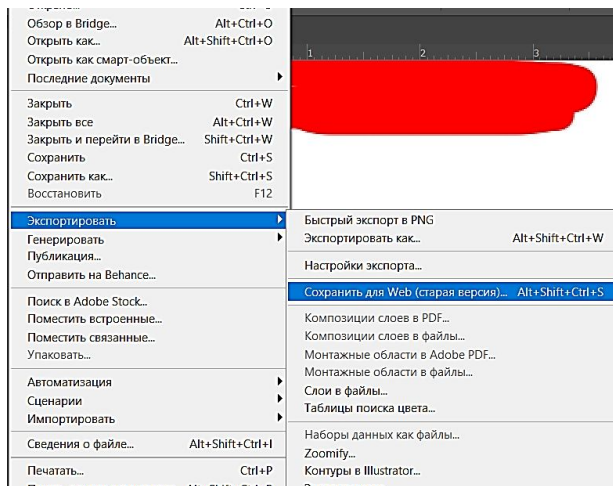 Обзор в Bridge... Alt+Ctrl+O
Открыть как... Alt+Shift+Ctrl+O
Открыть как смарт-объект...
Последние документы
Закрыть Ctrl+W
Закрыть все Alt+Ctrl+W
Закрыть и перейти в Bridge... Shift+Ctrl+W
Сохранить Ctrl+S
Сохранить как... Shift+Ctrl+S
Восстановить F12
Экспортировать
Генерировать
Публикация...
Отправить на Behance...
Поиск в Adobe Stock...
Поместить встроенные...
Поместить связанные...
Упаковать...
Автоматизация
Сценарии
Импортировать
Сведения о файле... Alt+Shift+Ctrl+I
Печатать... Ctrl+P
1 2 3
Быстрый экспорт в PNG
Экспортировать как... Alt+Shift+Ctrl+W
Настройки экспорта...
Сохранить для Web (старая версия)... Alt+Shift+Ctrl+S
Композиции слоев в PDF...
Композиции слоев в файлы...
Монтажные области в Adobe PDF...
Монтажные области в файлы...
Слои в файлы...
Таблицы поиска цвета...
Наборы данных как файлы...
Zoomify...
Контуры в Illustrator...